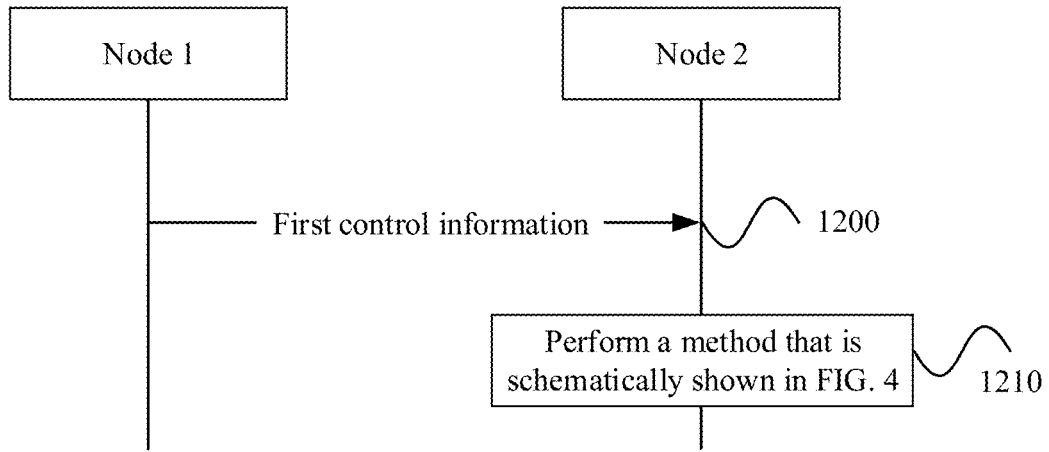 Node 1
Node 2
First control information
1200
Perform a method that is
schematically shown in FIG. 4
1210